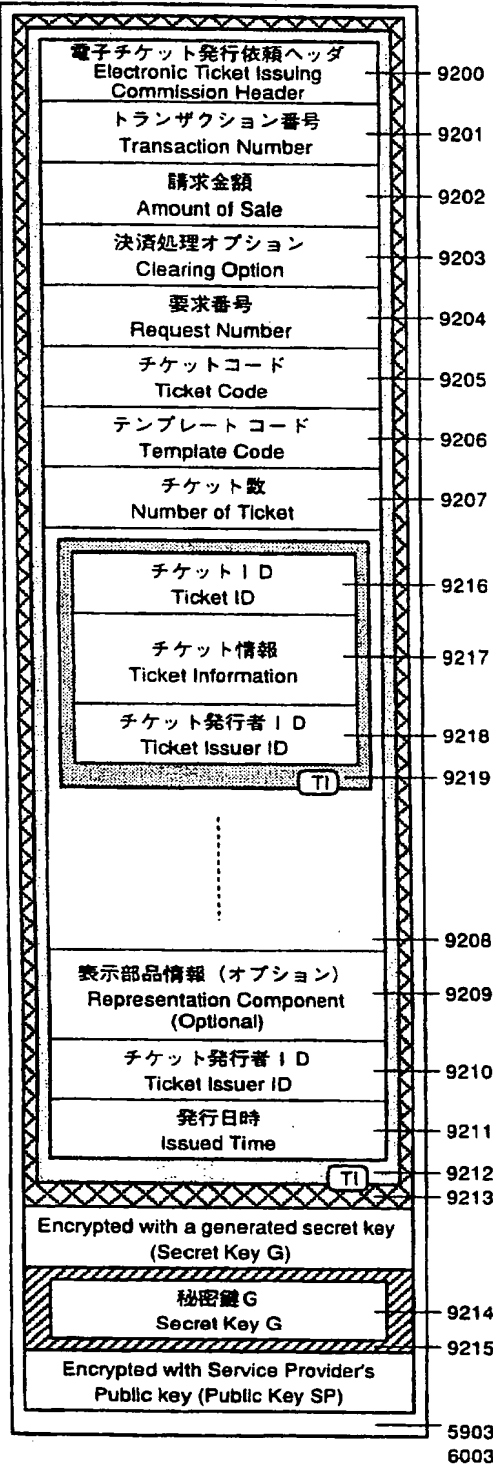 電子チケット発行依頼ヘッダ
Electronic Ticket Issuing
Commission Header
9200
トランザクション番号
Transaction Number
9201
請求金額
Amount of Sale
9202
決済処理オプション
Clearing Option
9203
要求番号
Request Number
9204
チケットコード
Ticket Code
9205
テンプレート コード
Template Code
9206
チケット数
Number of Ticket
9207
チケットID
Ticket ID
9216
チケット情報
Ticket Information
9217
チケット発行者ID
Ticket Issuer ID
9218
TI
9219
9208
表示部品情報（オプション）
Representation Component
(Optional)
9209
チケット発行者ID
Ticket Issuer ID
9210
発行日時
Issued Time
9211
TI
9212
9213
Encrypted with a generated secret key
(Secret Key G)
秘密鍵G
Secret Key G
9214
9215
Encrypted with Service Provider's
Public key (Public Key SP)
5903
6003